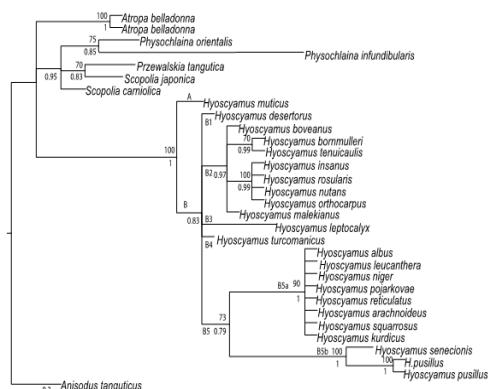 100
Atropa belladonna
1
Atropa belladonna
75
Physochlaina orientalis
0.85
Physochlaina infundibularis
0.95
70
Przewalskia tangutica
0.83
Scopolia japonica
Scopolia carniolica
A
Hyoscyamus muticus
B1
Hyoscyamus desertorus
Hyoscyamus boveanus
70
Hyoscyamus bornmulleri
0.99
Hyoscyamus tenuicaulis
100
1
B2
0.97
Hyoscyamus insanus
100
Hyoscyamus rosularis
0.99
Hyoscyamus nutans
Hyoscyamus orthocarpus
B
Hyoscyamus malekianus
0.83
B3
Hyoscyamus leptocalyx
B4
Hyoscyamus turcomanicus
Hyoscyamus albus
Hyoscyamus leucanthera
Hyoscyamus niger
B5a
90
Hyoscyamus pojarkovae
1
Hyoscyamus reticulatus
Hyoscyamus arachnoideus
73
Hyoscyamus squarrosus
B5
0.79
Hyoscyamus kurdicus
B5b
100
Hyoscyamus senecionis
1
100
H.pusillus
1
Hyoscyamus pusillus
Anisodus tanguticus